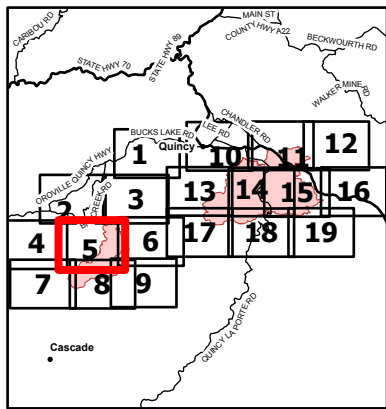 MAIN ST
COUNTY HWY A22
CARIBOU RD
STATE HWY 89
BECKWOURTH RD
STATE HWY 70
WALKER MINE RD
CHANDLER RD
LEE RD
BUCKS LAKE RD
Quincy
OROVILLE QUINCY HWY
1
10
11
12
CREEK RD
2
3
13
14
15
16
4
5
6
17
18
19
7
8
9
QUINCY LA PORTE RD
Cascade